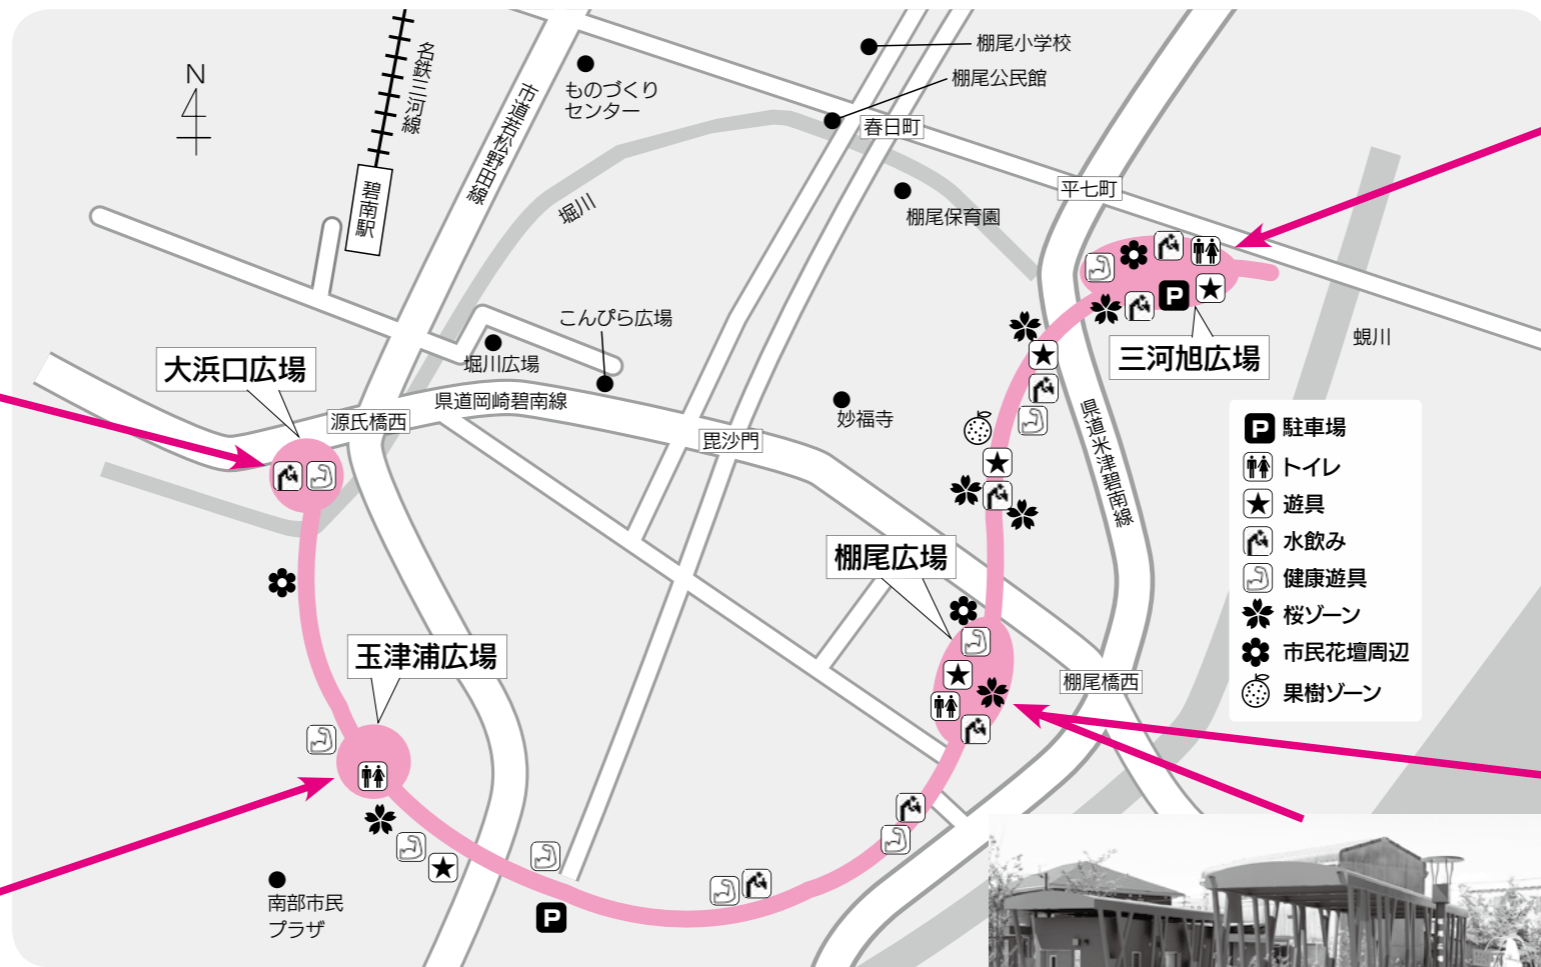 N
名鉄三河線
碧南駅
市道若松野田線
ものづくり
センター
堀川
棚尾小学校
棚尾公民館
春日町
棚尾保育園
平七町
蜆川
三河旭広場
こんぴら広場
堀川広場
大浜口広場
源氏橋西
県道岡崎碧南線
毘沙門
妙福寺
県道米津碧南線
棚尾広場
棚尾橋西
玉津浦広場
南部市民
プラザ
P
P
P 駐車場
トイレ
遊具
水飲み
健康遊具
桜ゾーン
市民花壇周辺
果樹ゾーン